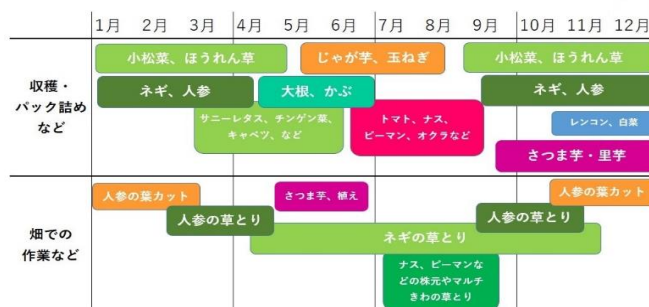 1月 2月 3月 4月 5月 6月 7月 8月 9月 10月 11月 12月
小松菜、ほうれん草
じゃが芋、玉ねぎ
小松菜、ほうれん草
収穫・
パック詰め
など
ネギ、人参
大根、かぶ
ネギ、人参
サニーレタス、チンゲン菜、
キャベツ、など
トマト、ナス、
ピーマン、オクラなど
レンコン、白菜
さつま芋・里芋
畑での
作業など
人参の葉カット
さつま芋、植え
人参の葉カット
人参の草とり
人参の草とり
ネギの草とり
ナス、ピーマンな
どの株元やマルチ
きわの草とり